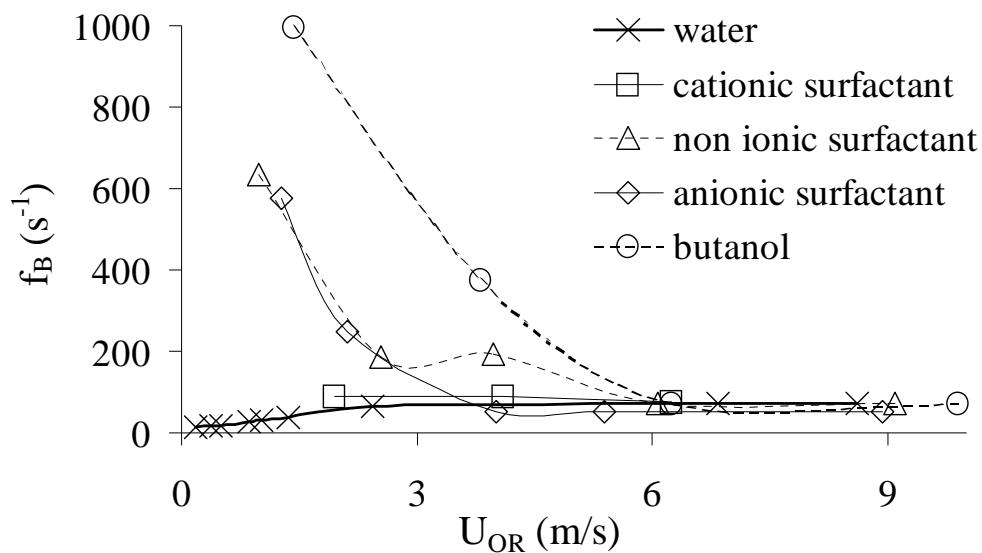 1000
800
600
400
200
0
f_B (s^-1)
0 3 6 9
U_OR (m/s)
water
cationic surfactant
non ionic surfactant
anionic surfactant
butanol